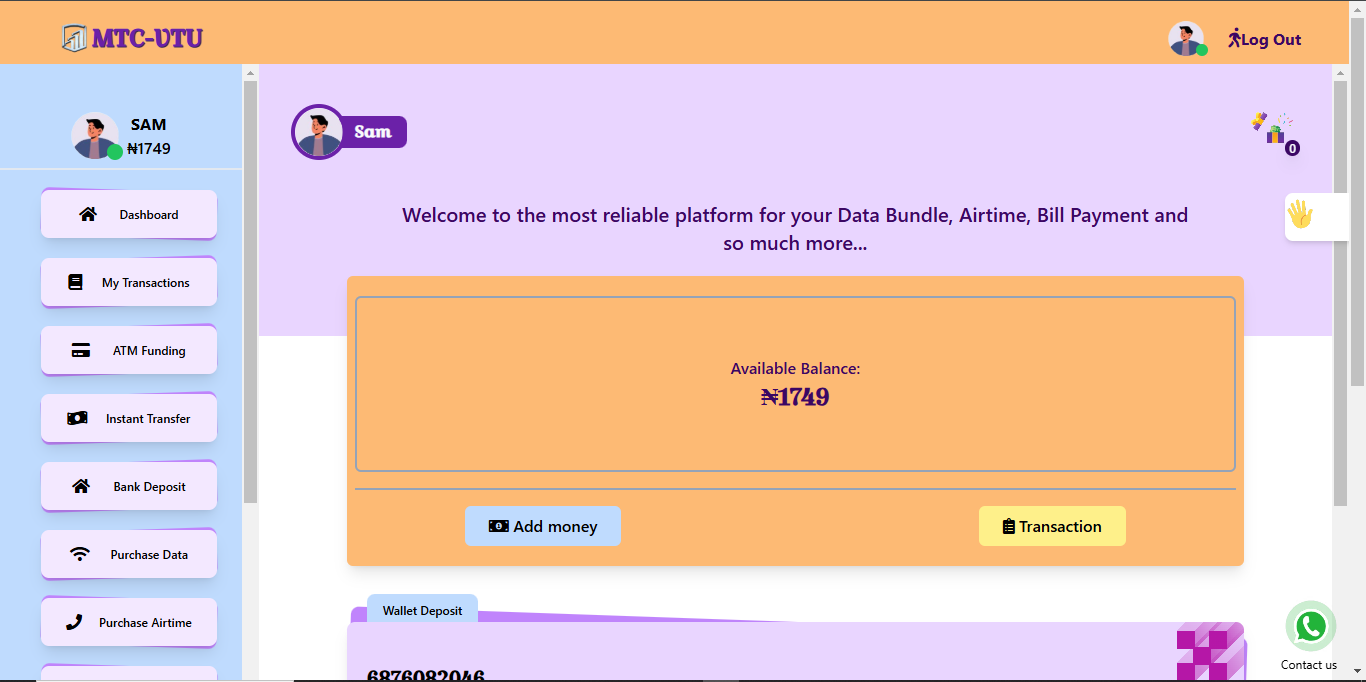 MTC-VTU
Log Out
SAM
₦1749
Dashboard
My Transactions
ATM Funding
Instant Transfer
Bank Deposit
Purchase Data
Purchase Airtime
Sam
0
Welcome to the most reliable platform for your Data Bundle, Airtime, Bill Payment and
so much more...
Available Balance:
₦1749
Add money
Transaction
Wallet Deposit
6876082046
Contact us